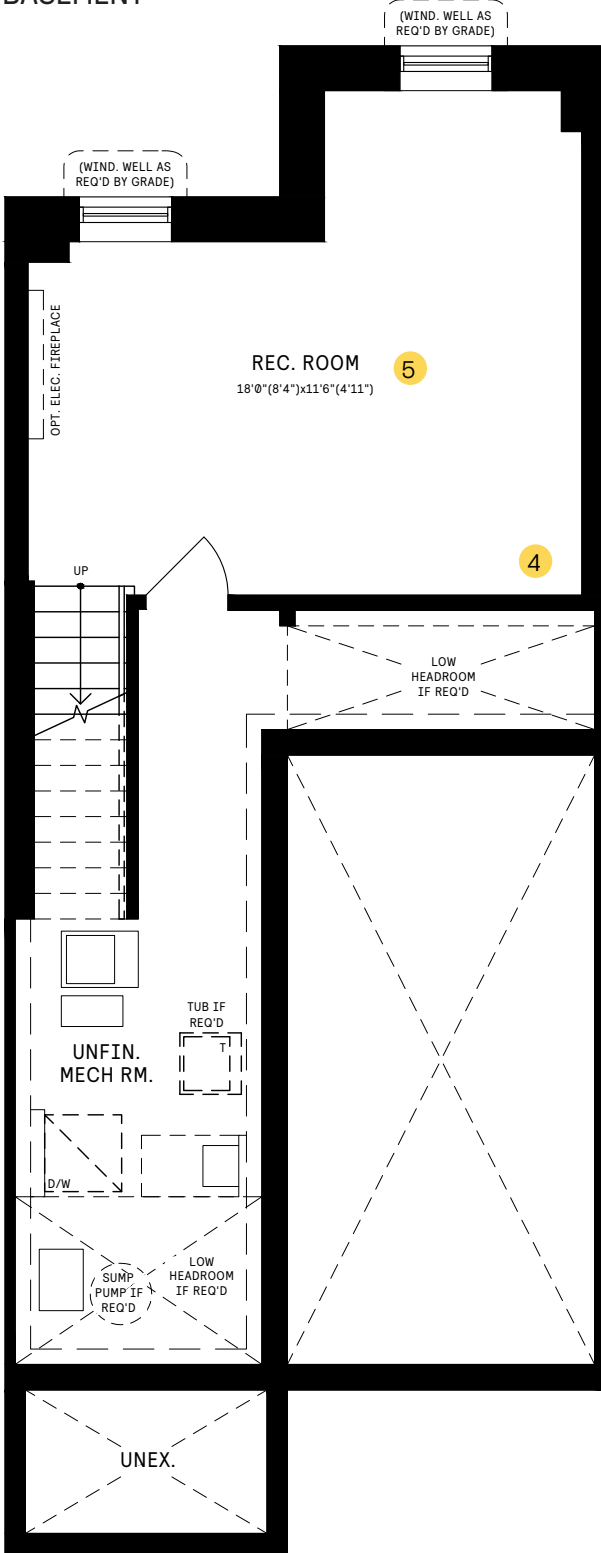 BASEMENT
(WIND. WELL AS
REQ'D BY GRADE)
(WIND. WELL AS
REQ'D BY GRADE)
OPT. ELEC. FIREPLACE
REC. ROOM
5
18'0"(8'4")x11'6"(4'11")
4
UP
LOW
HEADROOM
IF REQ'D
TUB IF
REQ'D
T
UNFIN.
MECH RM.
D/W
LOW
HEADROOM
IF REQ'D
SUMP
PUMP IF
REQ'D
UNEX.